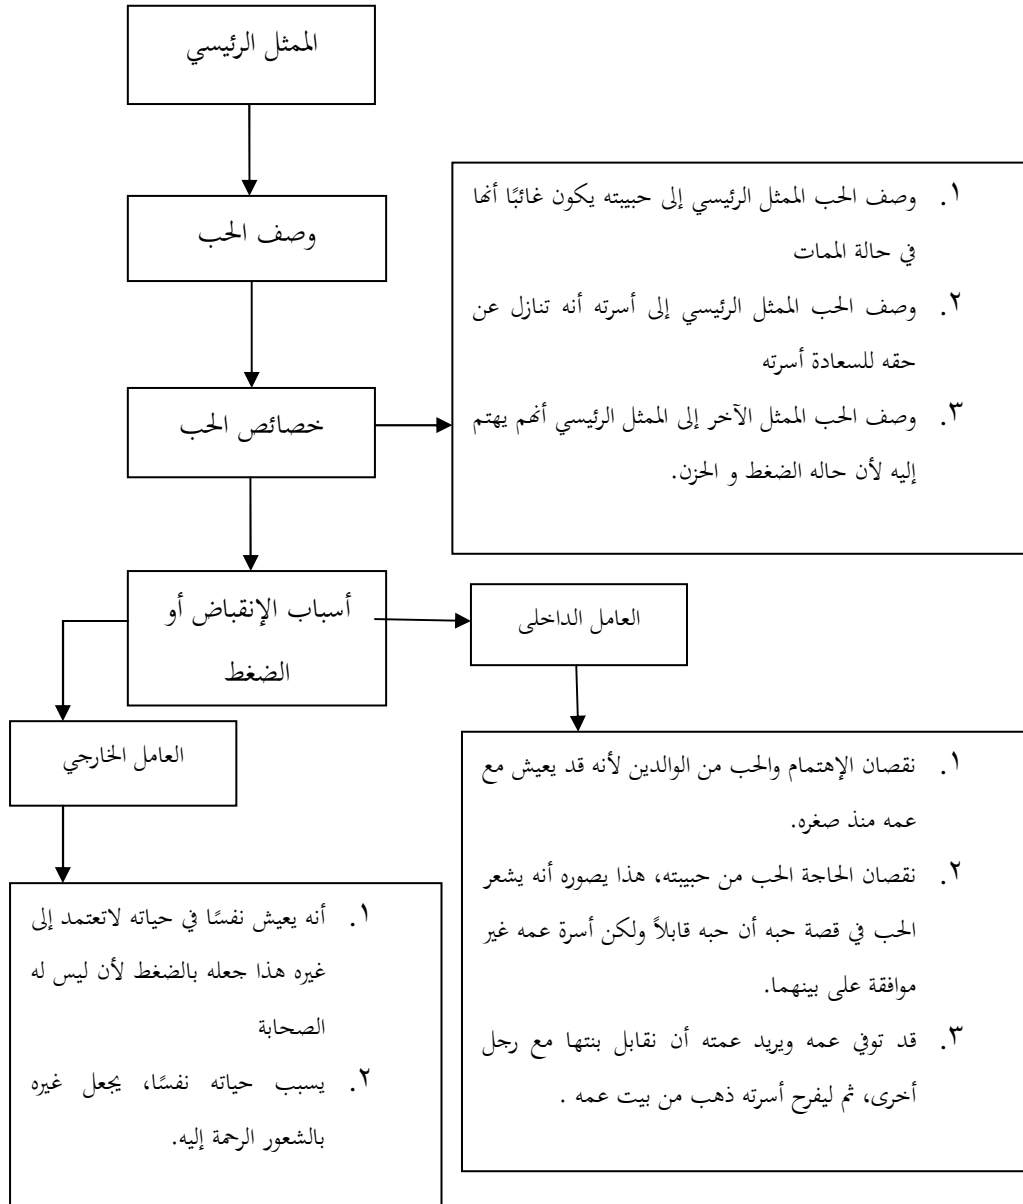 الممثل الرئيسي
وصف الحب
١. وصف الحب الممثل الرئيسي إلى حبيبته يكون غائبًا أنها
في حالة الممات
٢. وصف الحب الممثل الرئيسي إلى أسرته أنه تنازل عن
حقه للسعادة أسرته
٣. وصف الحب الممثل الآخر إلى الممثل الرئيسي أنهم يهتم
إليه لأن حاله الضغط و الحزن.
خصائص الحب
أسباب الإنقباض أو
الضغط
العامل الداخلى
العامل الخارجي
١. نقصان الإهتمام والحب من الوالدين لأنه قد يعيش مع
عمه منذ صغره.
٢. نقصان الحاجة الحب من حبيبته، هذا يصوره أنه يشعر
الحب في قصة حبه أن حبه قابلاً ولكن أسرة عمه غير
موافقة على بينهما.
٣. قد توفي عمه ويريد عمته أن نقابل بنتها مع رجل
أخرى، ثم ليفرح أسرته ذهب من بيت عمه .
١. أنه يعيش نفسًا في حياته لاتعتمد إلى
غيره هذا جعله بالضغط لأن ليس له
الصحابة
٢. يسبب حياته نفسًا، يجعل غيره
بالشعور الرحمة إليه.